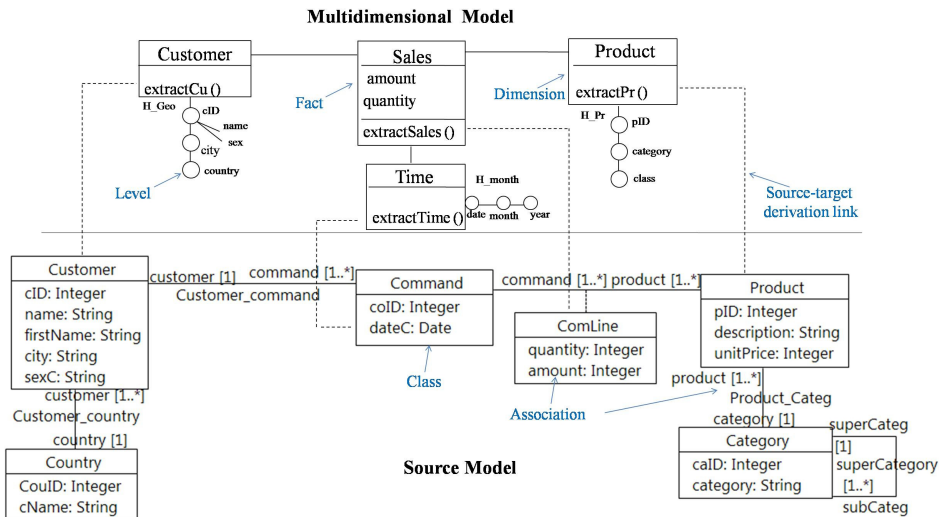 Multidimensional Model
Customer
extractCu ()
H_Geo
cID
name
sex
city
country
Level
Fact
Sales
amount
quantity
extractSales ()
Time
extractTime ()
H_month
date
month
year
Dimension
Product
extractPr ()
H_Pr
pID
category
class
Source-target
derivation link
Customer
cID: Integer
name: String
firstName: String
city: String
sexC: String
customer [1]
command [1..*]
Customer_command
Command
coID: Integer
dateC: Date
Class
command [1..*]
product [1..*]
ComLine
quantity: Integer
amount: Integer
Association
Product
pID: Integer
description: String
unitPrice: Integer
product [1..*]
Product_Categ
category [1]
customer [1..*]
Customer_country
country [1]
Country
CouID: Integer
cName: String
Source Model
Category
caID: Integer
category: String
superCateg
[1]
superCategory
[1..*]
subCateg